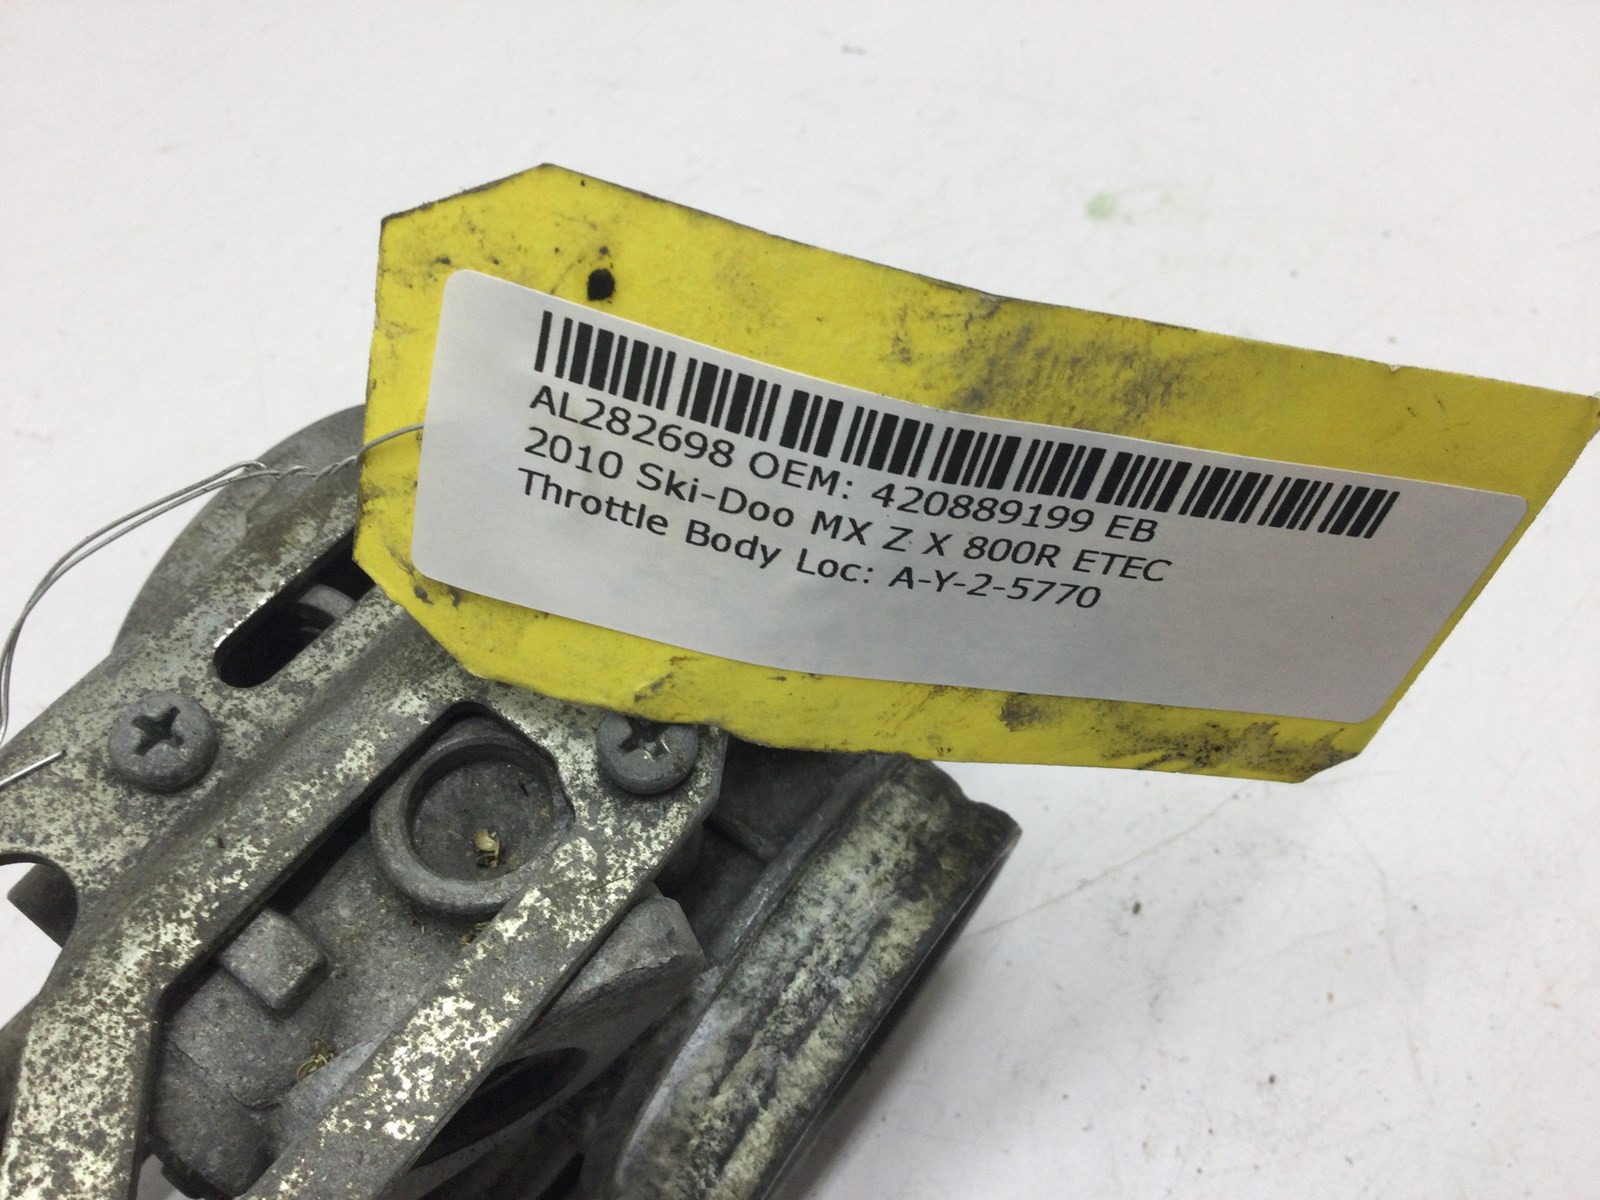 AL282698 OEM: 420889199 EB
2010 Ski-Doo MX Z X 800R ETEC
Throttle Body Loc: A-Y-2-5770